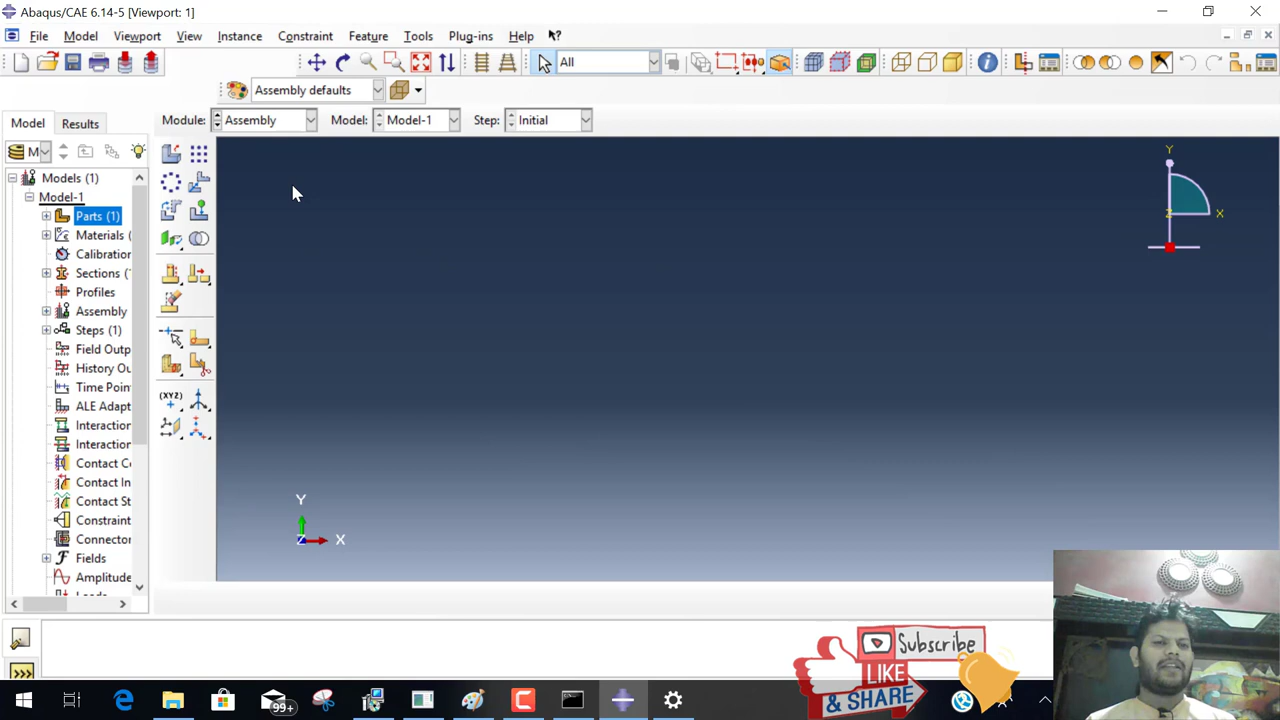 Abaqus/CAE 6.14-5 [Viewport: 1]
File Model Viewport View Instance Constraint Feature Tools Plug-ins Help
All
Assembly defaults
Model Results
Module: Assembly Model: Model-1 Step: Initial
M
Models (1)
Model-1
Parts (1)
Materials (
Calibration
Sections (
Profiles
Assembly
Steps (1)
Field Outp
History Ou
Time Poin
ALE Adapt
Interaction
Interaction
Contact Co
Contact In
Contact St
Constraint
Connector
Fields
Amplitude
Loads
(XYZ)
Y
X
Z
Y
X
Z
>>>
Subscribe
LIKE
& SHARE
99+